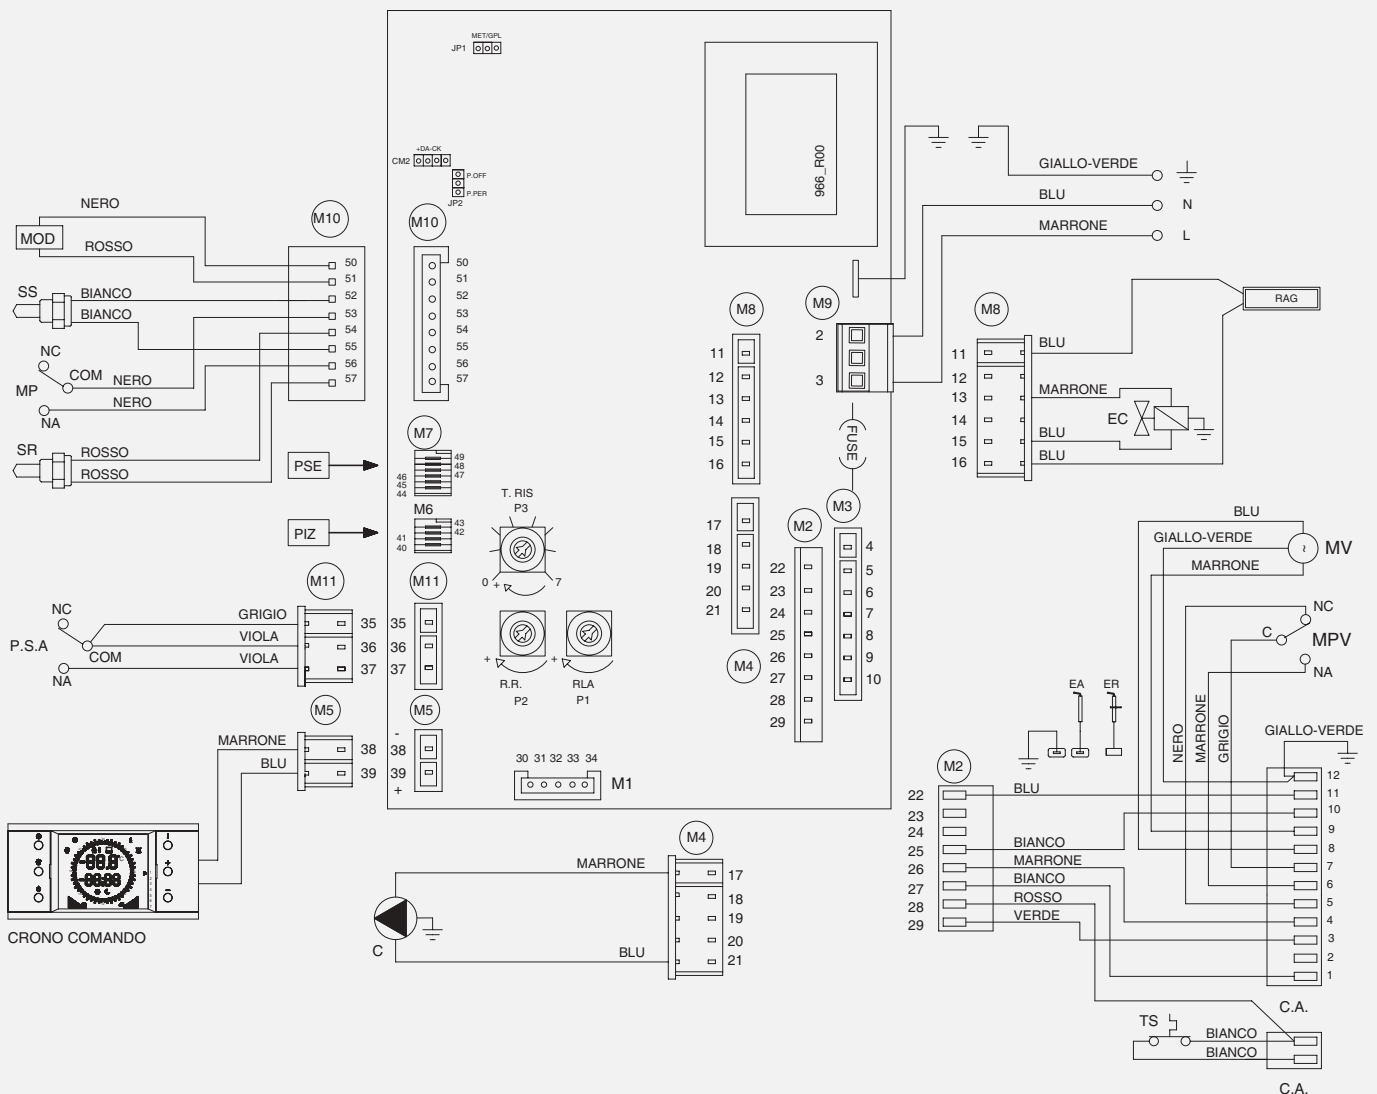 MET/GPL
JP1
966_R00
+DA-CK
CM2
P.OFF
P.PER
JP2
GIALLO-VERDE
BLU
N
MARRONE
L
NERO
MOD
ROSSO
M10
M10
50
51
52
53
54
55
56
57
50
51
52
53
54
55
56
57
SS
BIANCO
BIANCO
NC
COM
MP
NERO
NERO
NA
SR
ROSSO
ROSSO
M8
11
12
13
14
15
16
M9
2
3
FUSE
M8
11
12
13
14
15
16
BLU
RAG
MARRONE
EC
BLU
BLU
M7
PSE
49
48
47
46
45
44
M6
PIZ
43
42
41
40
T. RIS
P3
0
+
7
17
18
19
20
21
M4
M2
22
23
24
25
26
27
28
29
M3
4
5
6
7
8
9
10
BLU
GIALLO-VERDE
MARRONE
~
MV
NC
C
MPV
NA
M11
M11
NC
P.S.A
COM
NA
GRIGIO
VIOLA
VIOLA
35
36
37
35
36
37
+
+
R.R.
P2
RLA
P1
M5
M5
MARRONE
BLU
38
39
-
38
39
+
30 31 32 33 34
M1
EA
ER
NERO
MARRONE
GRIGIO
GIALLO-VERDE
M2
22
23
24
25
26
27
28
29
BLU
BIANCO
MARRONE
BIANCO
ROSSO
VERDE
12
11
10
9
8
7
6
5
4
3
2
1
C.A.
CRONO COMANDO
M4
MARRONE
C
BLU
17
18
19
20
21
TS
BIANCO
BIANCO
C.A.